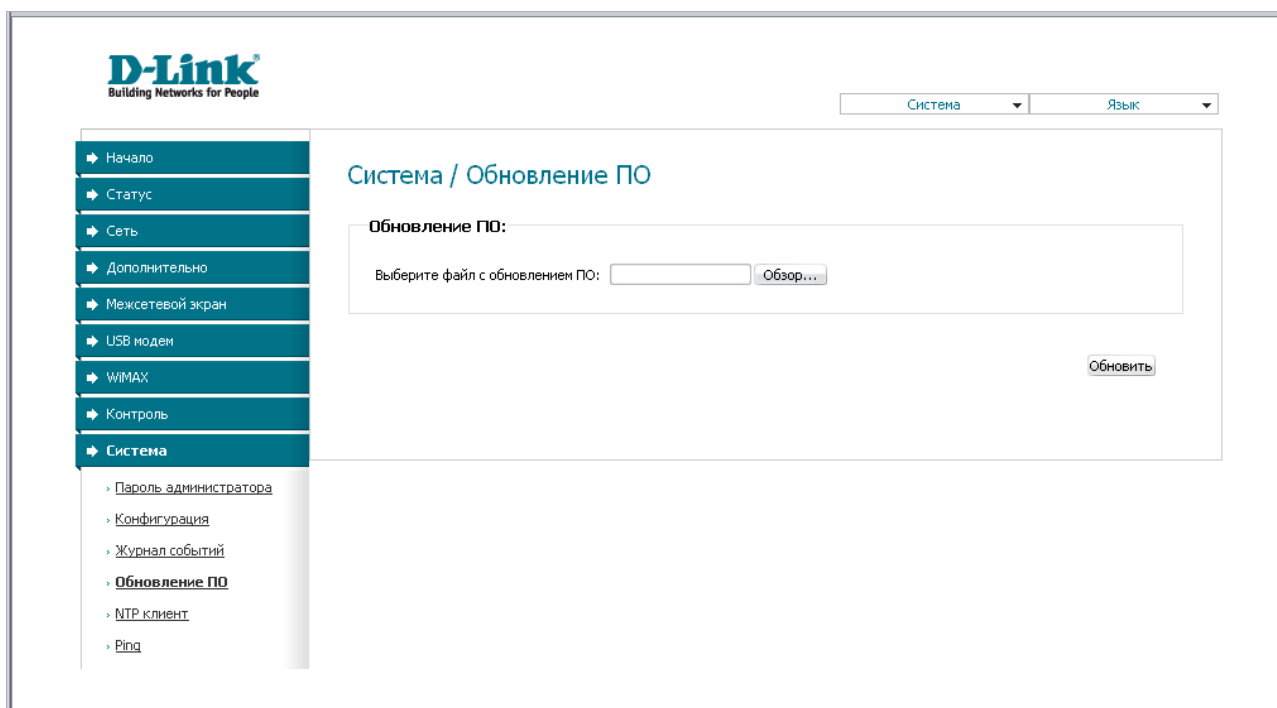 D-Link®
Building Networks for People
Система Язык
Начало
Статус
Сеть
Дополнительно
Межсетевой экран
USB модем
WiMAX
Контроль
Система
Пароль администратора
Конфигурация
Журнал событий
Обновление ПО
NTP клиент
Ping
Система / Обновление ПО
Обновление ПО:
Выберите файл с обновлением ПО: Обзор...
Обновить